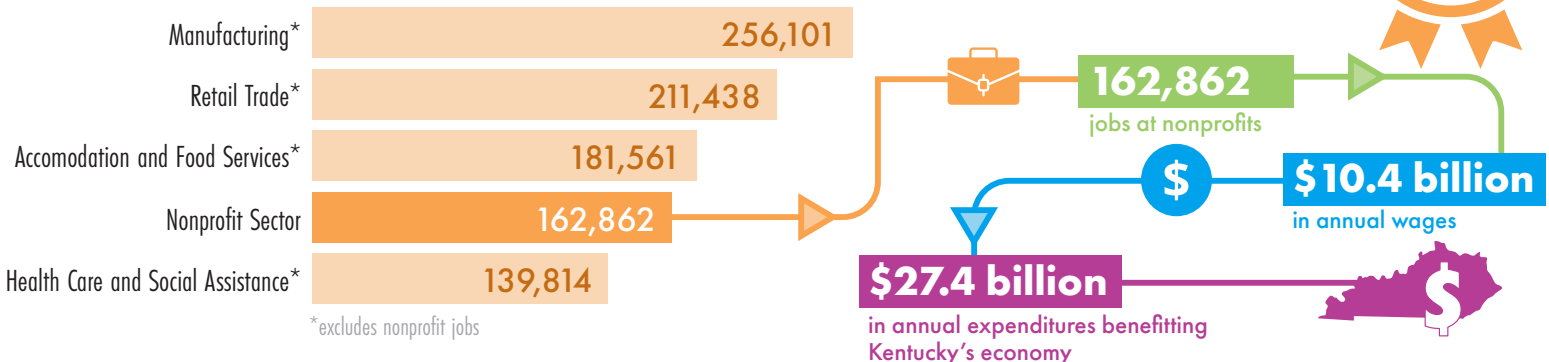 Manufacturing*
256,101
Retail Trade*
211,438
Accomodation and Food Services*
181,561
Nonprofit Sector
162,862
Health Care and Social Assistance*
139,814
*excludes nonprofit jobs
162,862
jobs at nonprofits
$
$10.4 billion
in annual wages
$27.4 billion
in annual expenditures benefitting
Kentucky's economy
$